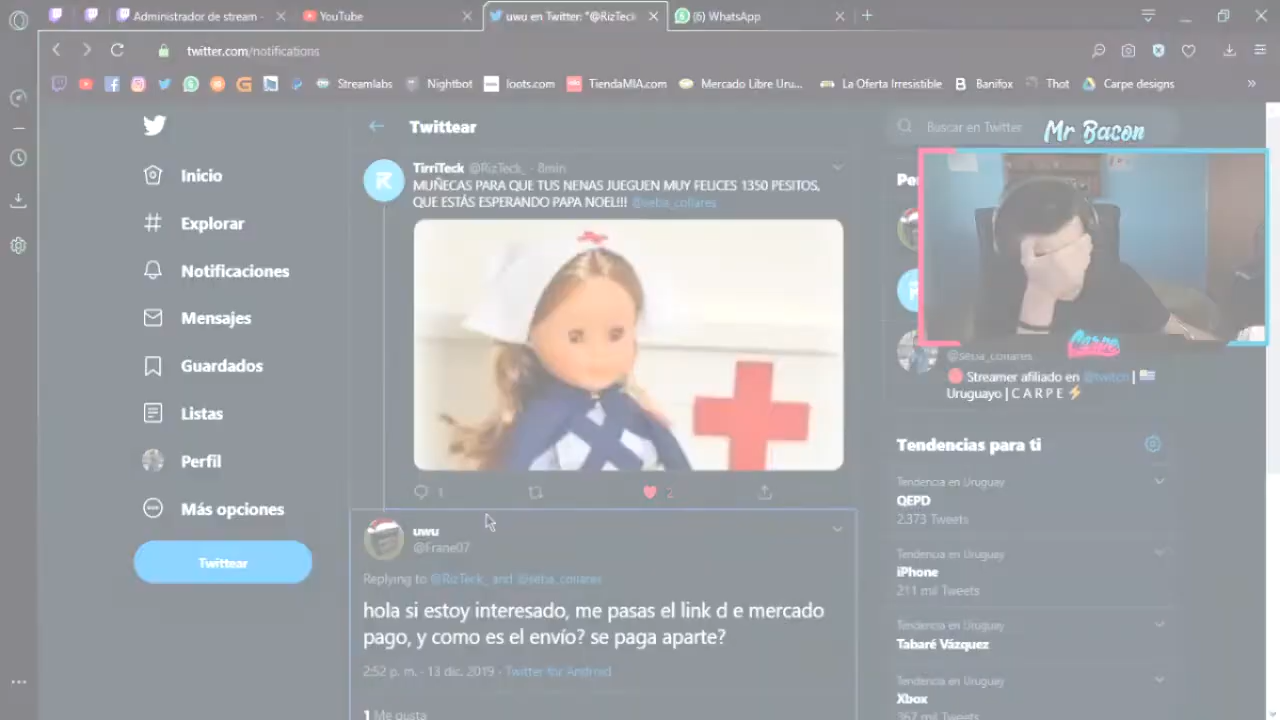 Administrador de stream -
YouTube
uwu en Twitter: "@RizTeck
(6) WhatsApp
twitter.com/notifications
Streamlabs
Nightbot
loots.com
TiendaMIA.com
Mercado Libre Uru...
La Oferta Irresistible
Banifox
Thot
Carpe designs
»
Twittear
Buscar en Twitter
Mr Bacon
Inicio
Explorar
Notificaciones
Mensajes
Guardados
Listas
Perfil
Más opciones
Twittear
TirriTeck @RizTeck_ · 8min
MUÑECAS PARA QUE TUS NENAS JUEGUEN MUY FELICES 1350 PESITOS,
QUE ESTÁS ESPERANDO PAPA NOEL!!! @seba_collares
R
1
2
uwu
@Frane07
Replying to @RizTeck_ and @seba_collares
hola si estoy interesado, me pasas el link d e mercado
pago, y como es el envío? se paga aparte?
2:52 p. m. · 13 dic. 2019 · Twitter for Android
1 Me gusta
Pe
Carpe
@seba_collares
Streamer afiliado en @twitch |
Uruguayo | C A R P E
Tendencias para ti
Tendencia en Uruguay
QEPD
2.373 Tweets
Tendencia en Uruguay
iPhone
211 mil Tweets
Tendencia en Uruguay
Tabaré Vázquez
Tendencia en Uruguay
Xbox
367 mil Tweets